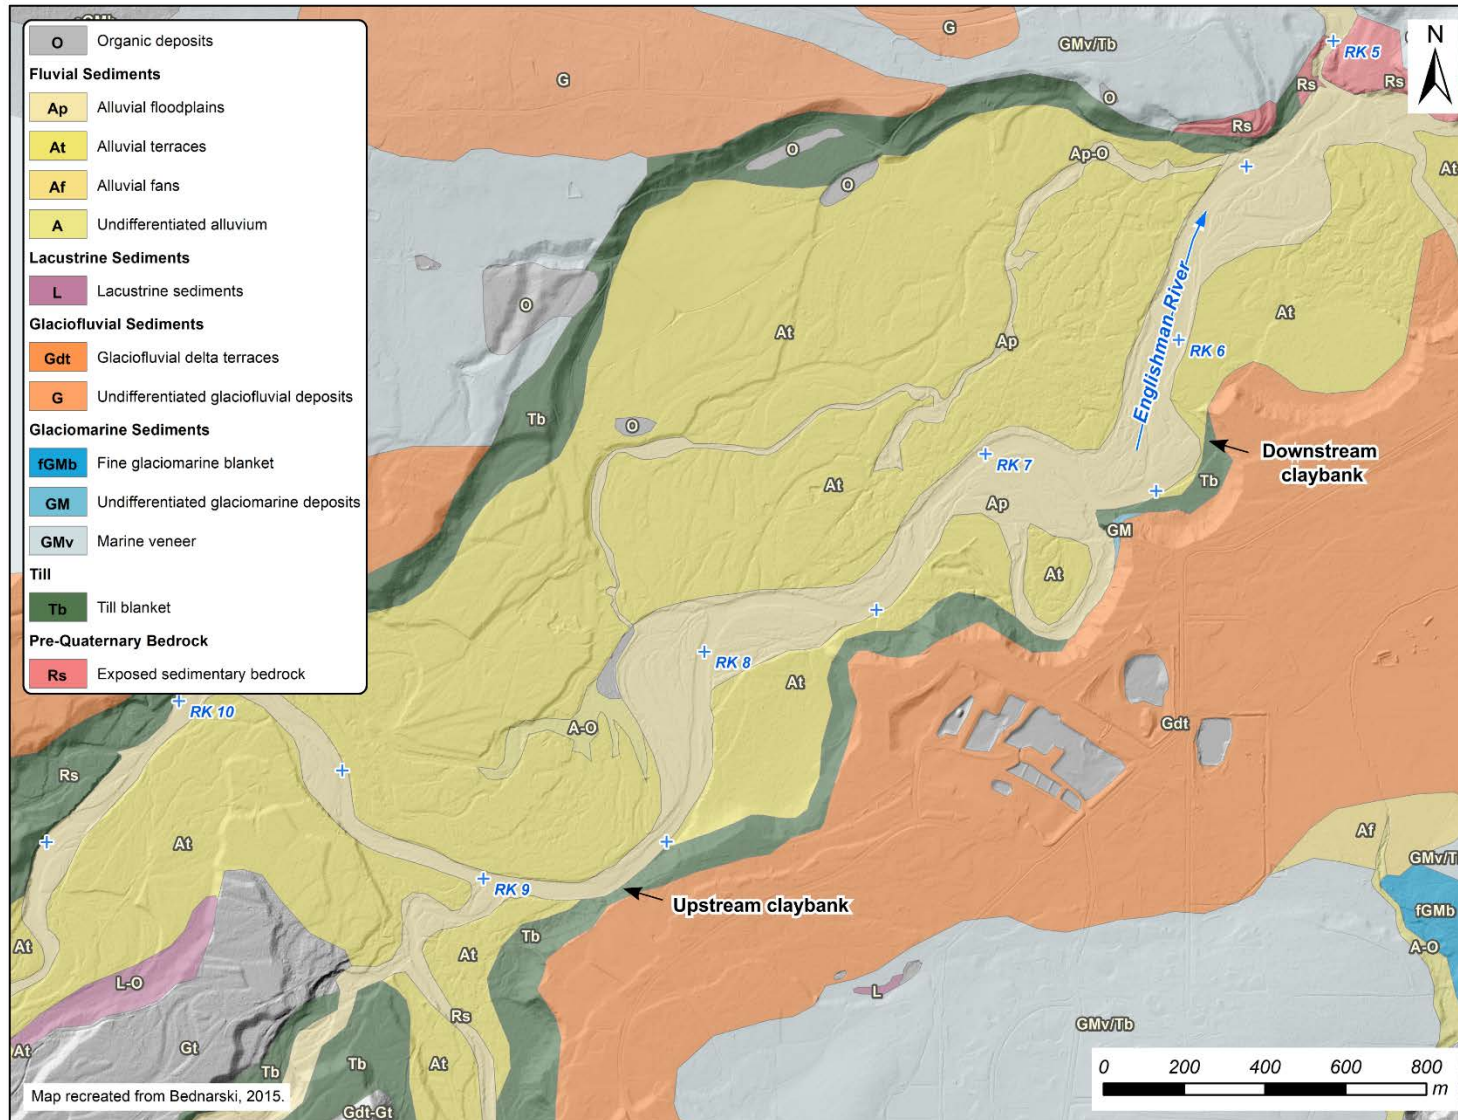 O Organic deposits
Fluvial Sediments
Ap Alluvial floodplains
At Alluvial terraces
Af Alluvial fans
A Undifferentiated alluvium
Lacustrine Sediments
L Lacustrine sediments
Glaciofluvial Sediments
Gdt Glaciofluvial delta terraces
G Undifferentiated glaciofluvial deposits
Glaciomarine Sediments
fGMb Fine glaciomarine blanket
GM Undifferentiated glaciomarine deposits
GMv Marine veneer
Till
Tb Till blanket
Pre-Quaternary Bedrock
Rs Exposed sedimentary bedrock
G
GMv/Tb
RK 5
N
G
Rs
Rs
O
Rs
O
Ap-O
At
O
O
At
At
Englishman River
Ap
RK 6
Tb
O
Downstream
claybank
RK 7
Tb
At
Ap
GM
At
RK 8
At
RK 10
A-O
Gdt
Rs
At
Af
GMv/Tb
RK 9
Upstream claybank
fGMb
At
Tb
At
A-O
L-O
L
Rs
GMv/Tb
At
Gt
Tb
Tb
At
0 200 400 600 800
m
Map recreated from Bednarski, 2015.
Gdt-Gt